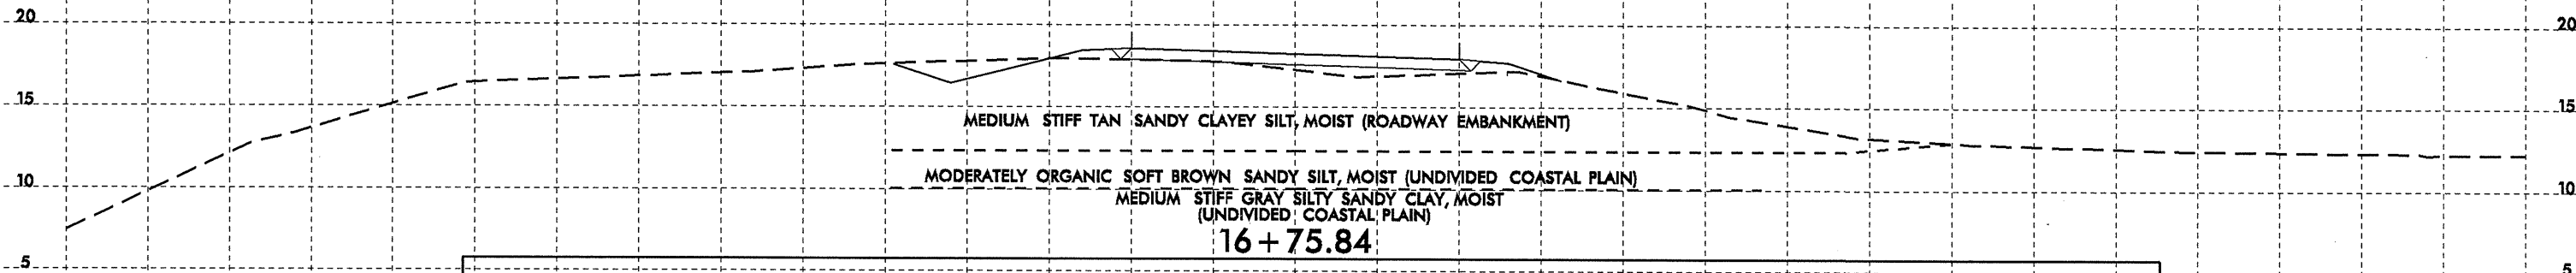 20 20
15 15
MEDIUM STIFF TAN SANDY CLAYEY SILT, MOIST (ROADWAY EMBANKMENT)
MODERATELY ORGANIC SOFT BROWN SANDY SILT, MOIST (UNDIVIDED COASTAL PLAIN)
10 10
MEDIUM STIFF GRAY SILTY SANDY CLAY, MOIST
(UNDIVIDED COASTAL PLAIN)
16+75.84
5 5